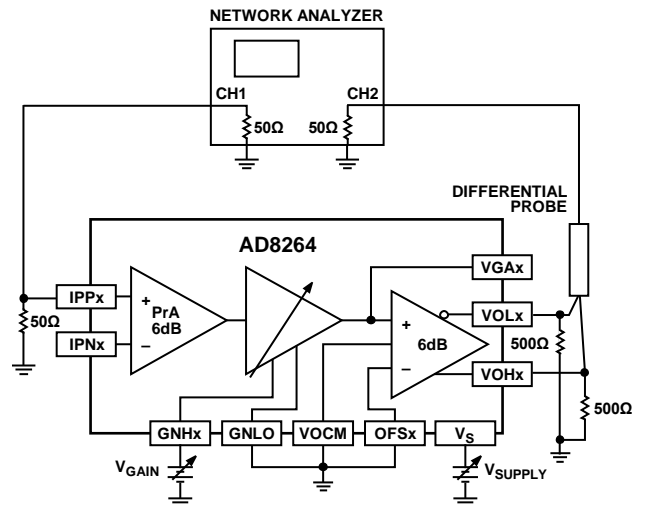 NETWORK ANALYZER
CH1
CH2
50Ω
50Ω
DIFFERENTIAL
PROBE
AD8264
VGAx
IPPx
+
PrA
6dB
–
+
6dB
–
VOLx
50Ω
IPNx
500Ω
VOHx
500Ω
GNHx
GNLO
VOCM
OFSx
VS
VGAIN
VSUPPLY